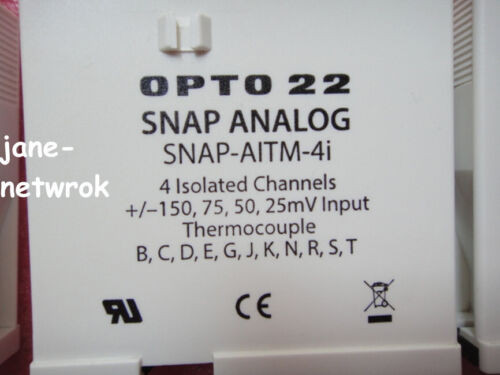 OPTO 22
SNAP ANALOG
SNAP-AITM-4i
4 Isolated Channels
+/–150, 75, 50, 25mV Input
Thermocouple
B, C, D, E, G, J, K, N, R, S, T
CE
jane-
netwrok